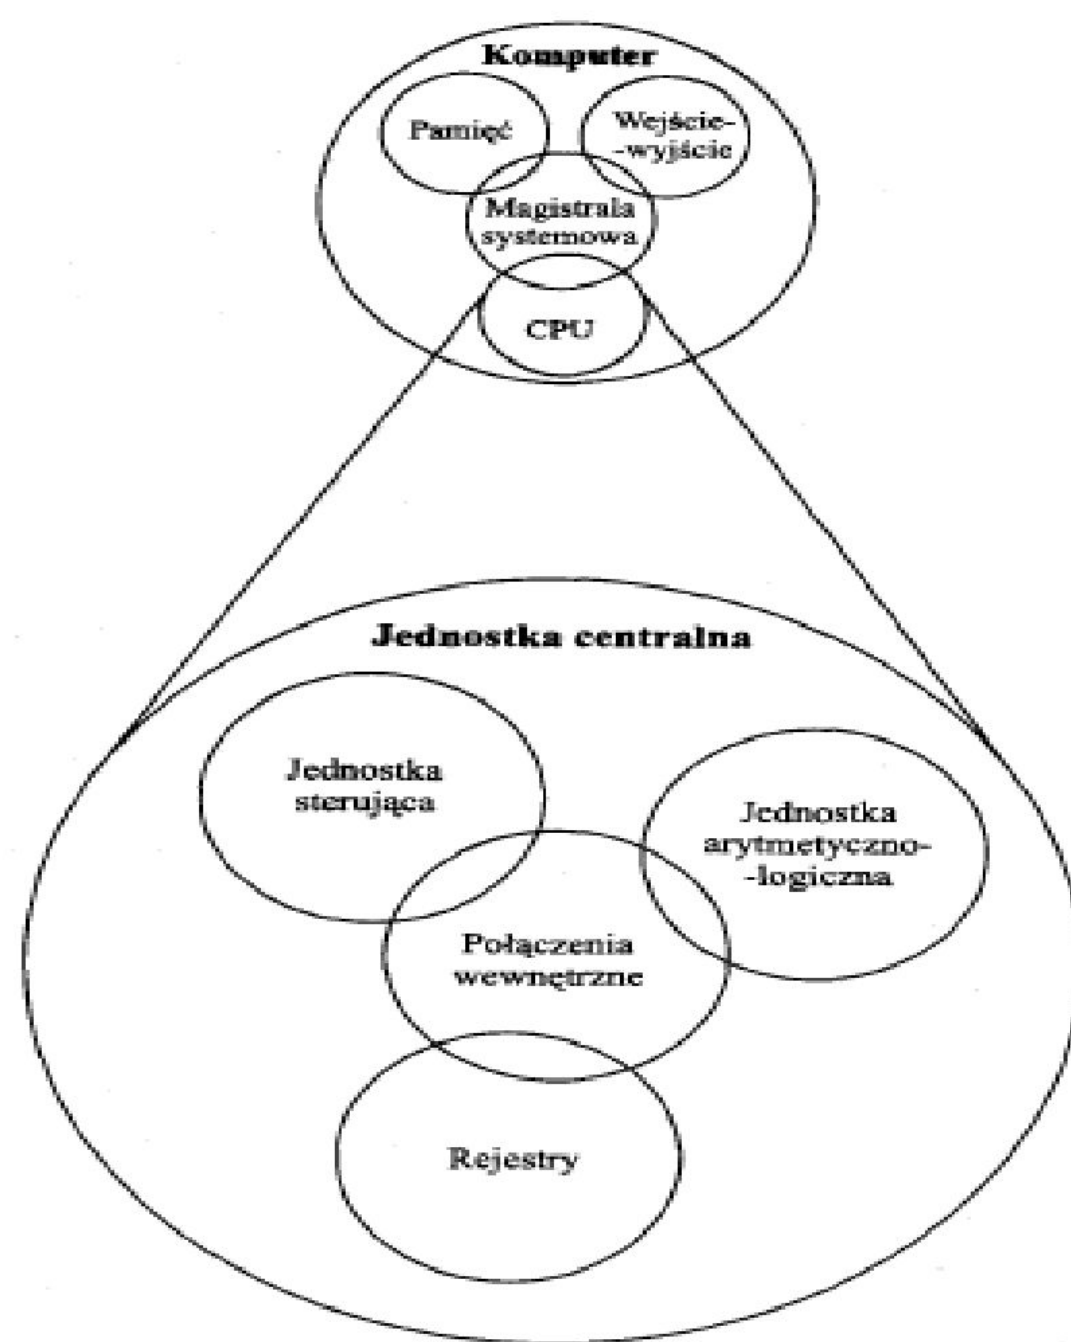 Komputer
Pamięć
Wejście-
-wyjście
Magistrala
systemowa
CPU
Jednostka centralna
Jednostka
sterująca
Jednostka
arytmetyczno-
-logiczna
Połączenia
wewnętrzne
Rejestry